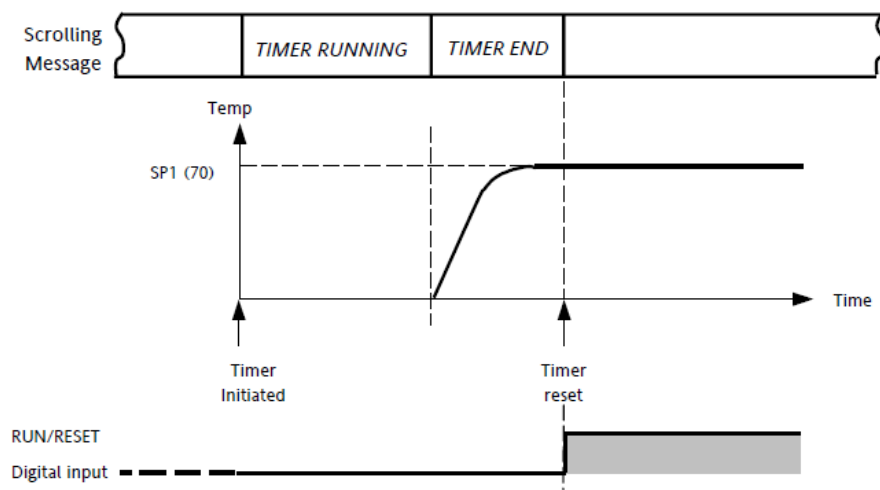 Scrolling
Message
TIMER RUNNING
TIMER END
Temp
SP1 (70)
Time
Timer
Initiated
Timer
reset
RUN/RESET
Digital input